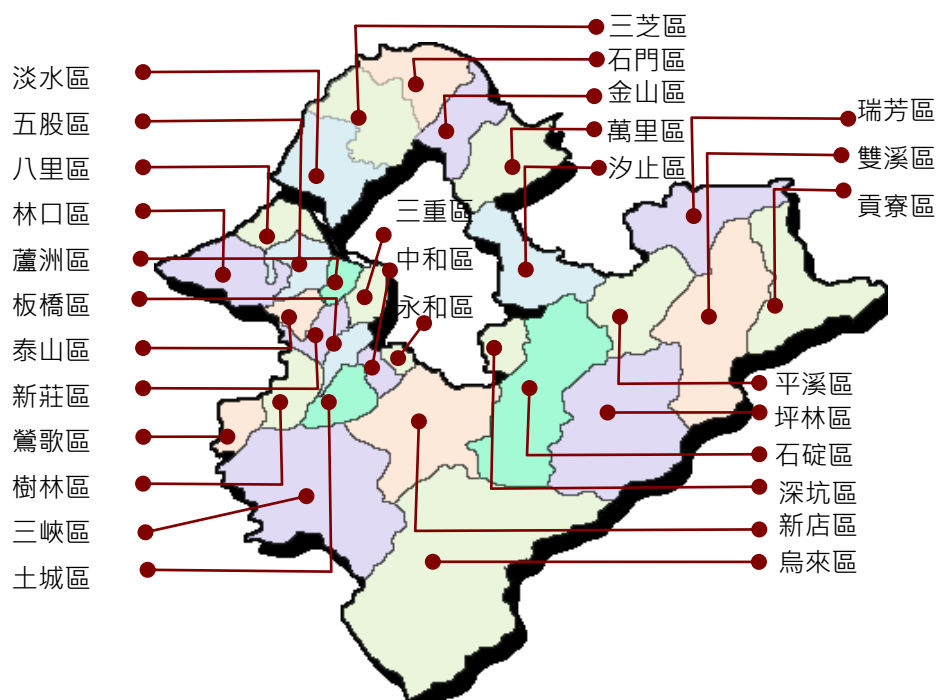 三芝區
石門區
金山區
萬里區
汐止區
淡水區
五股區
八里區
林口區
蘆洲區
板橋區
泰山區
新莊區
鶯歌區
樹林區
三峽區
土城區
三重區
中和區
永和區
瑞芳區
雙溪區
貢寮區
平溪區
坪林區
石碇區
深坑區
新店區
烏來區